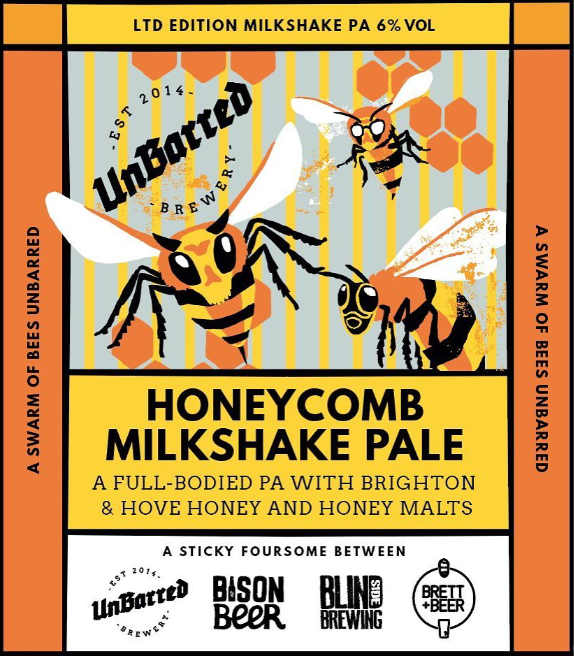 LTD EDITION MILKSHAKE PA 6% VOL
-EST 2014-
UnBarred
-BREWERY-
A SWARM OF BEES UNBARRED
A SWARM OF BEES UNBARRED
HONEYCOMB
MILKSHAKE PALE
A FULL-BODIED PA WITH BRIGHTON
& HOVE HONEY AND HONEY MALTS
A STICKY FOURSOME BETWEEN
-EST 2014-
UnBarred
-BREWERY-
BISON
BEER
BLIND
SIDE
BREWING
BRETT
+BEER